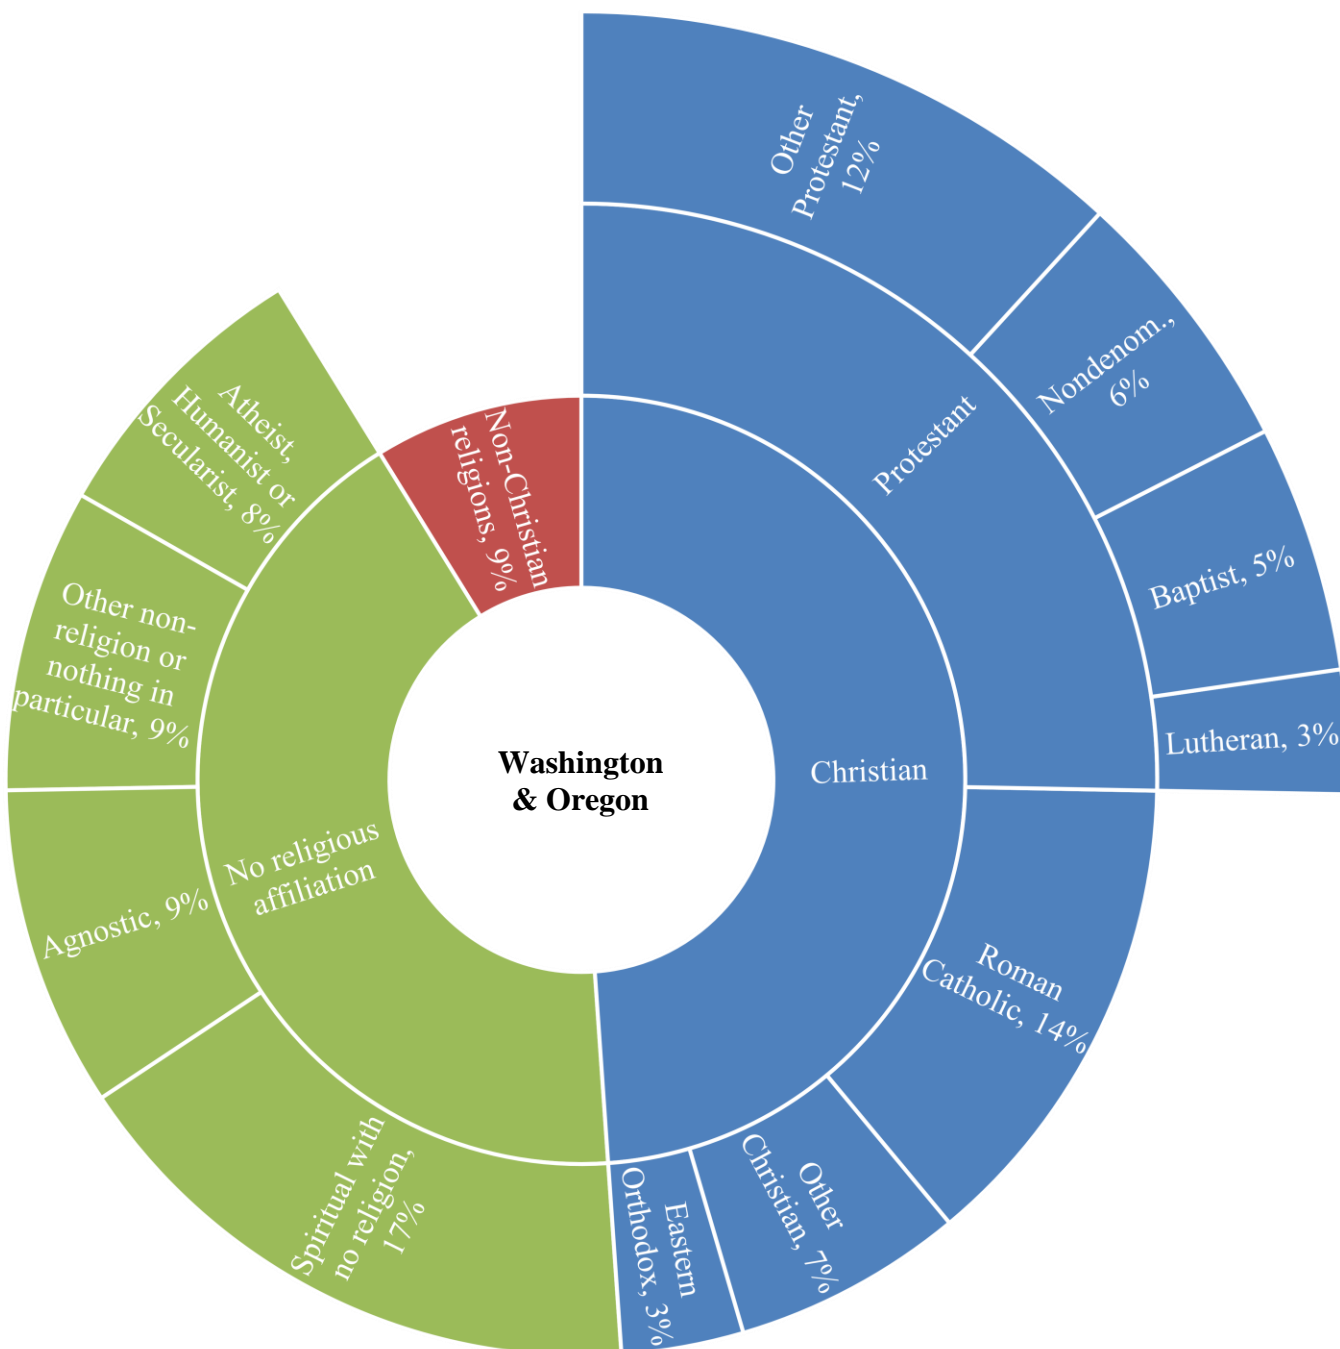 Washington
& Oregon
Christian
Protestant
Other
Protestant,
12%
Nondenom.,
6%
Baptist, 5%
Lutheran, 3%
Roman
Catholic, 14%
Other
Christian, 7%
Eastern
Orthodox, 3%
No religious
affiliation
Spiritual with
no religion,
17%
Agnostic, 9%
Other non-
religion or
nothing in
particular, 9%
Atheist,
Humanist or
Secularist, 8%
Non-Christian
religions, 9%